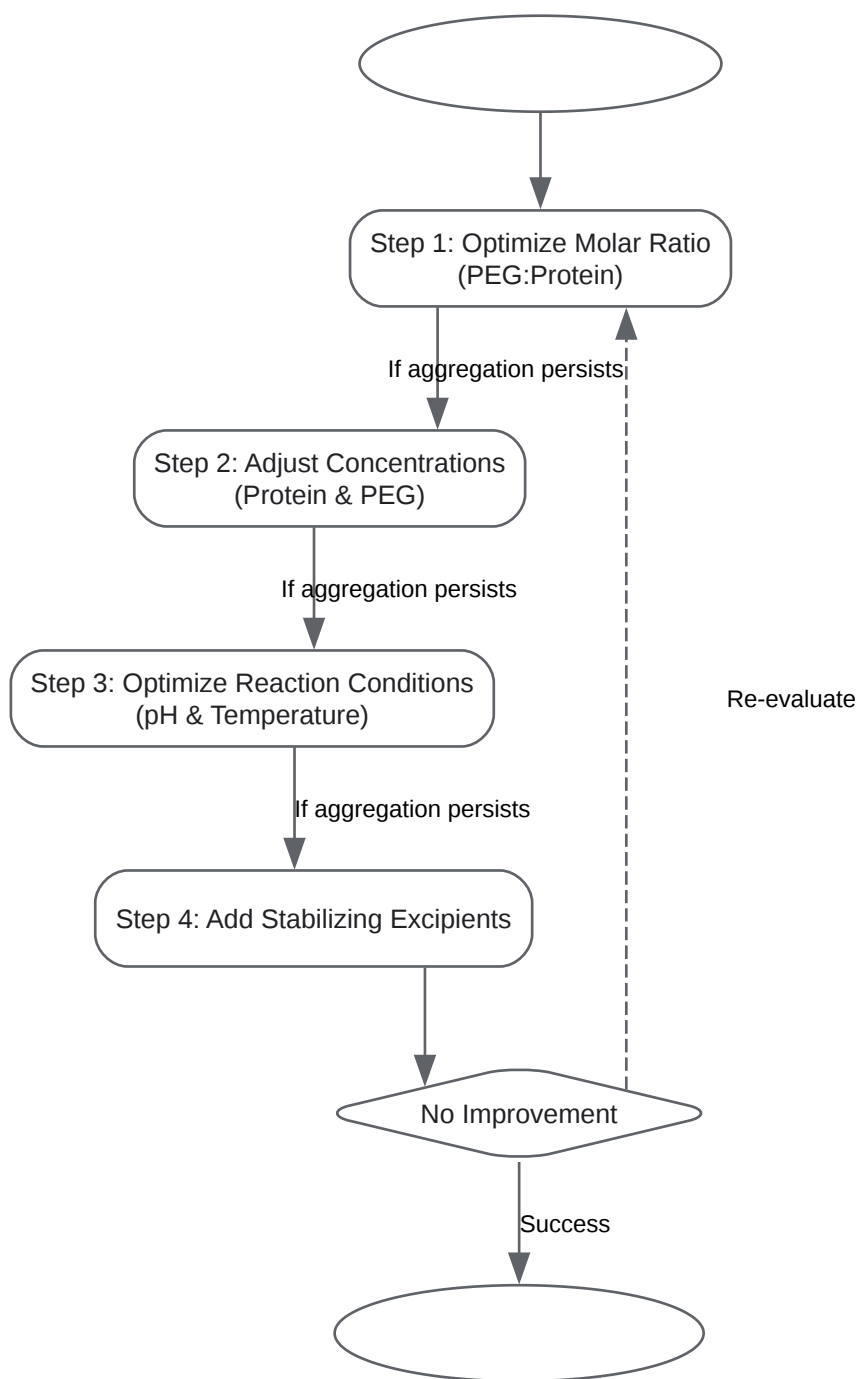 Step 1: Optimize Molar Ratio
(PEG:Protein)
If aggregation persists
Step 2: Adjust Concentrations
(Protein & PEG)
If aggregation persists
Step 3: Optimize Reaction Conditions
(pH & Temperature)
Re-evaluate
If aggregation persists
Step 4: Add Stabilizing Excipients
No Improvement
Success